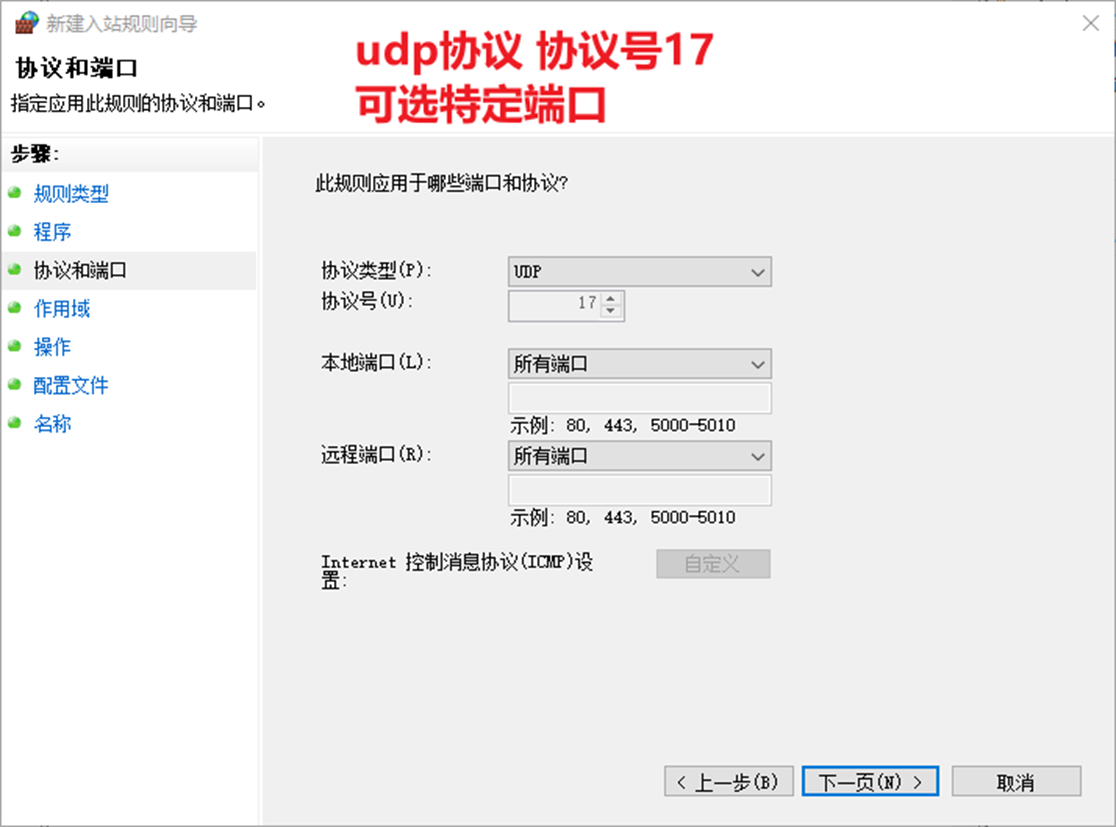 新建入站规则向导
udp协议 协议号17
可选特定端口
协议和端口
指定应用此规则的协议和端口。
步骤:
规则类型
程序
协议和端口
作用域
操作
配置文件
名称
此规则应用于哪些端口和协议?
协议类型(P): UDP
协议号(U): 17
本地端口(L): 所有端口
示例: 80, 443, 5000-5010
远程端口(R): 所有端口
示例: 80, 443, 5000-5010
Internet 控制消息协议(ICMP)设
置: 自定义
< 上一步(B) 下一页(N) > 取消